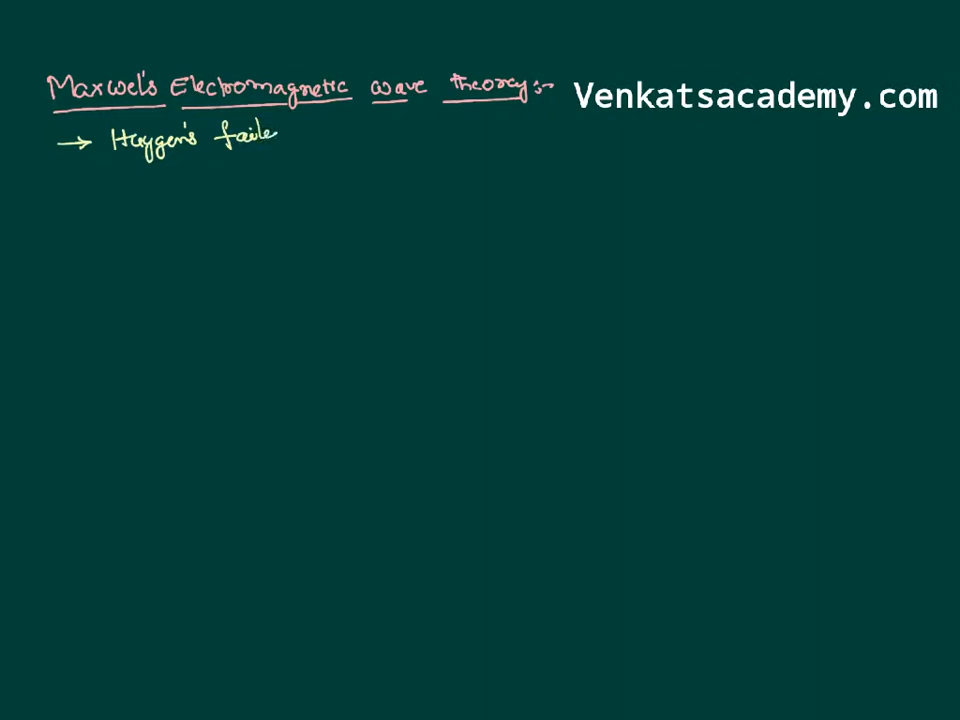 Maxwel's Electromagnetic wave theory:-
Venkatsacademy.com
→ Huygen's faile